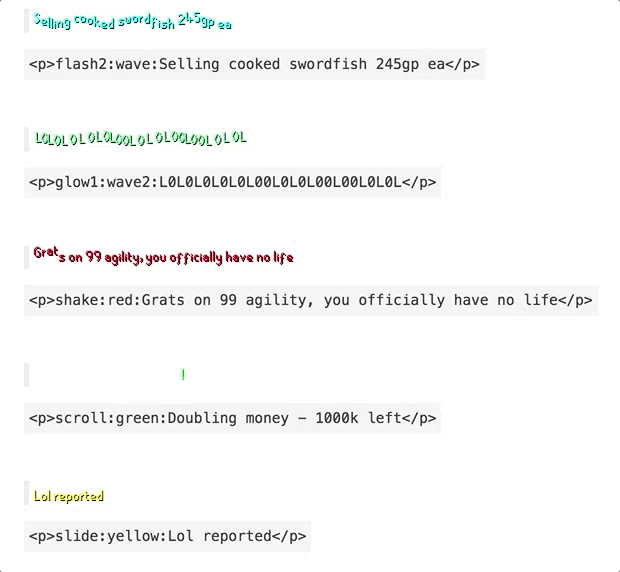 Selling cooked swordfish 245gp ea
<p>flash2:wave:Selling cooked swordfish 245gp ea</p>
L0L0L0L0L0L00L0L0L00L00L0L0L
<p>glow1:wave2:L0L0L0L0L0L00L0L0L00L00L0L0L</p>
Grats on 99 agility, you officially have no life
<p>shake:red:Grats on 99 agility, you officially have no life</p>
<p>scroll:green:Doubling money – 1000k left</p>
Lol reported
<p>slide:yellow:Lol reported</p>